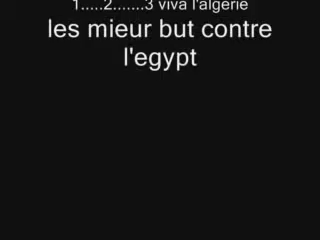 1.....2.......3 viva l'algerie
les mieur but contre
l'egypt